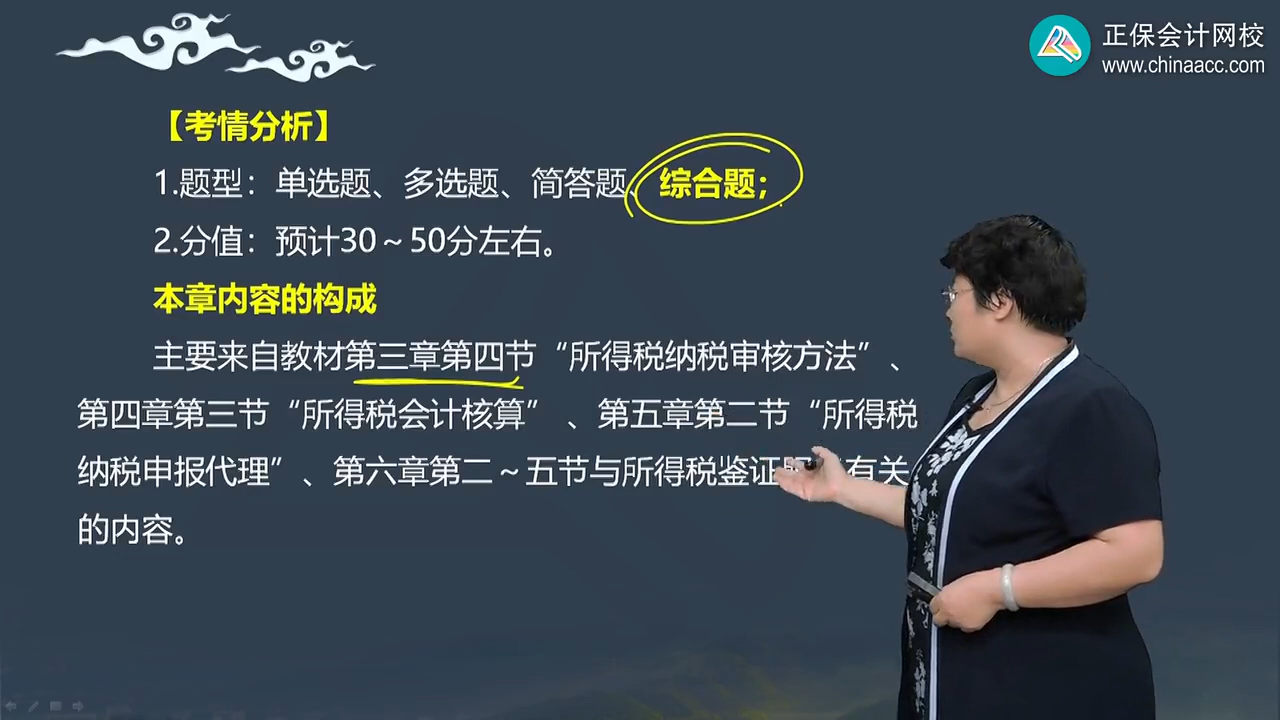 正保会计网校
www.chinaacc.com
【考情分析】
1.题型：单选题、多选题、简答题、综合题；
2.分值：预计30～50分左右。
本章内容的构成
主要来自教材第三章第四节“所得税纳税审核方法”、
第四章第三节“所得税会计核算”、第五章第二节“所得税
纳税申报代理”、第六章第二～五节与所得税鉴证 有关
的内容。